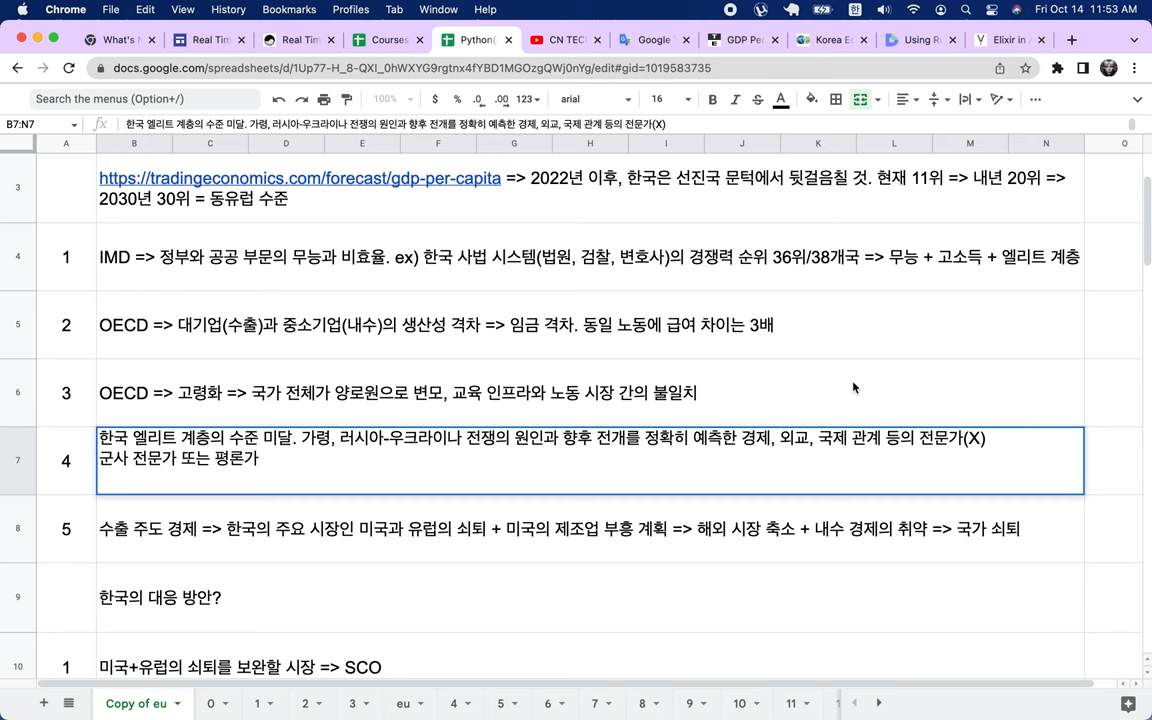 Chrome File Edit View History Bookmarks Profiles Tab Window Help
한
Fri Oct 14 11:53 AM
What's
Real Tim
Real Tim
Courses
Python(
CN TEC
Google
GDP Pe
Korea E
Using R
Elixir in
docs.google.com/spreadsheets/d/1Up77-H_8-QXI_0hWXYG9rgtnx4fYBD1MGOzgQWj0nYg/edit#gid=1019583735
Search the menus (Option+/)
100% $ % .0 .00 123 arial 16 B I S A
B7:N7 fx 한국 엘리트 계층의 수준 미달. 가령, 러시아-우크라이나 전쟁의 원인과 향후 전개를 정확히 예측한 경제, 외교, 국제 관계 등의 전문가(X)
A B C D E F G H I J K L M N O
3
https://tradingeconomics.com/forecast/gdp-per-capita => 2022년 이후, 한국은 선진국 문턱에서 뒷걸음칠 것. 현재 11위 => 내년 20위 =>
2030년 30위 = 동유럽 수준
4 1 IMD => 정부와 공공 부문의 무능과 비효율. ex) 한국 사법 시스템(법원, 검찰, 변호사)의 경쟁력 순위 36위/38개국 => 무능 + 고소득 + 엘리트 계층
5 2 OECD => 대기업(수출)과 중소기업(내수)의 생산성 격차 => 임금 격차. 동일 노동에 급여 차이는 3배
6 3 OECD => 고령화 => 국가 전체가 양로원으로 변모, 교육 인프라와 노동 시장 간의 불일치
7 4 한국 엘리트 계층의 수준 미달. 가령, 러시아-우크라이나 전쟁의 원인과 향후 전개를 정확히 예측한 경제, 외교, 국제 관계 등의 전문가(X)
군사 전문가 또는 평론가
8 5 수출 주도 경제 => 한국의 주요 시장인 미국과 유럽의 쇠퇴 + 미국의 제조업 부흥 계획 => 해외 시장 축소 + 내수 경제의 취약 => 국가 쇠퇴
9 한국의 대응 방안?
10 1 미국+유럽의 쇠퇴를 보완할 시장 => SCO
Copy of eu 0 1 2 3 eu 4 5 6 7 8 9 10 11